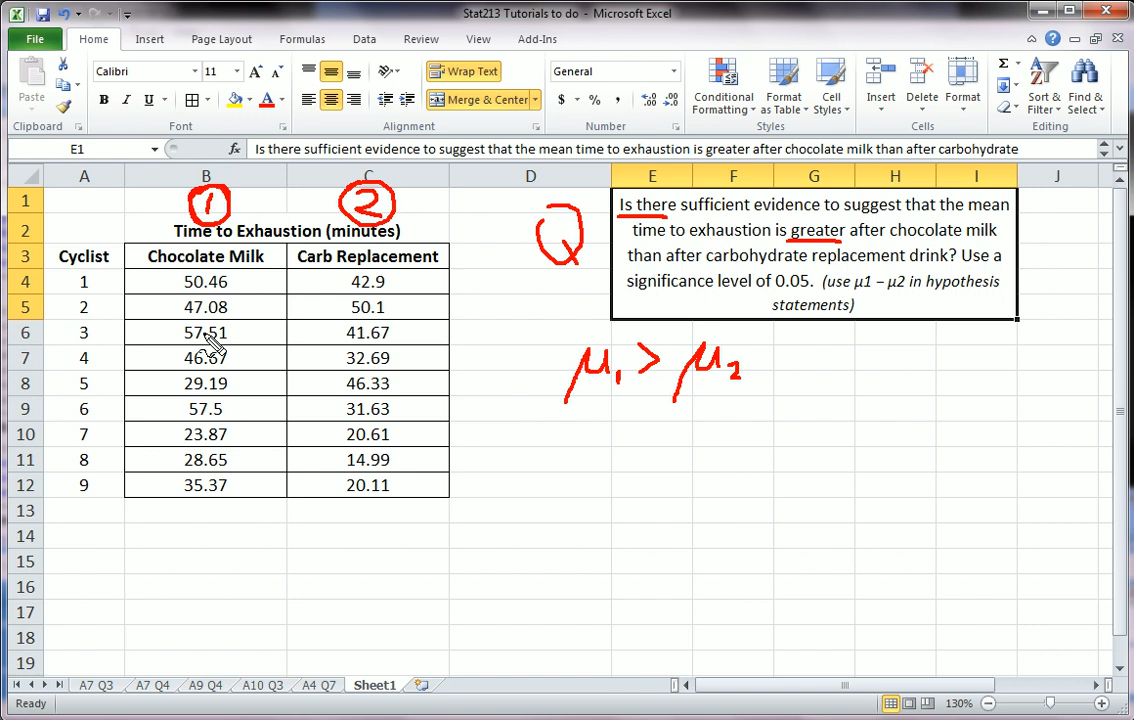 Stat213 Tutorials to do - Microsoft Excel
File Home Insert Page Layout Formulas Data Review View Add-Ins
Calibri 11 Wrap Text General
Paste B I U Merge & Center $ % , Conditional Formatting Format as Table Cell Styles Insert Delete Format Sort & Filter Find & Select
Clipboard Font Alignment Number Styles Cells Editing
E1 fx Is there sufficient evidence to suggest that the mean time to exhaustion is greater after chocolate milk than after carbohydrate
A B C D E F G H I J
1 1 2 Is there sufficient evidence to suggest that the mean
2 Time to Exhaustion (minutes) Q time to exhaustion is greater after chocolate milk
3 Cyclist Chocolate Milk Carb Replacement than after carbohydrate replacement drink? Use a
4 1 50.46 42.9 significance level of 0.05. (use μ1 – μ2 in hypothesis
5 2 47.08 50.1 statements)
6 3 57.51 41.67
7 4 32.69 μ1 > μ2
8 5 29.19 46.33
9 6 57.5 31.63
10 7 23.87 20.61
11 8 28.65 14.99
12 9 35.37 20.11
13
14
15
16
17
18
19
A7 Q3 A7 Q4 A9 Q4 A10 Q3 A4 Q7 Sheet1
Ready 130%